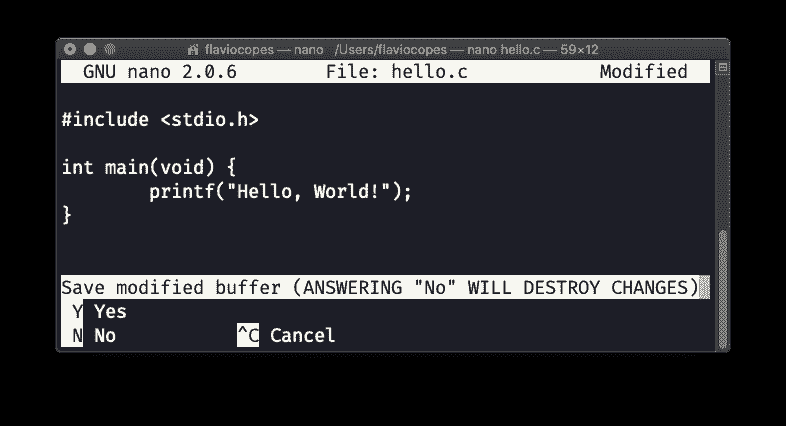 flaviocopes — nano /Users/flaviocopes — nano hello.c — 59×12
GNU nano 2.0.6 File: hello.c Modified
#include <stdio.h>
int main(void) {
printf("Hello, World!");
}
Save modified buffer (ANSWERING "No" WILL DESTROY CHANGES)
Y Yes
N No ^C Cancel